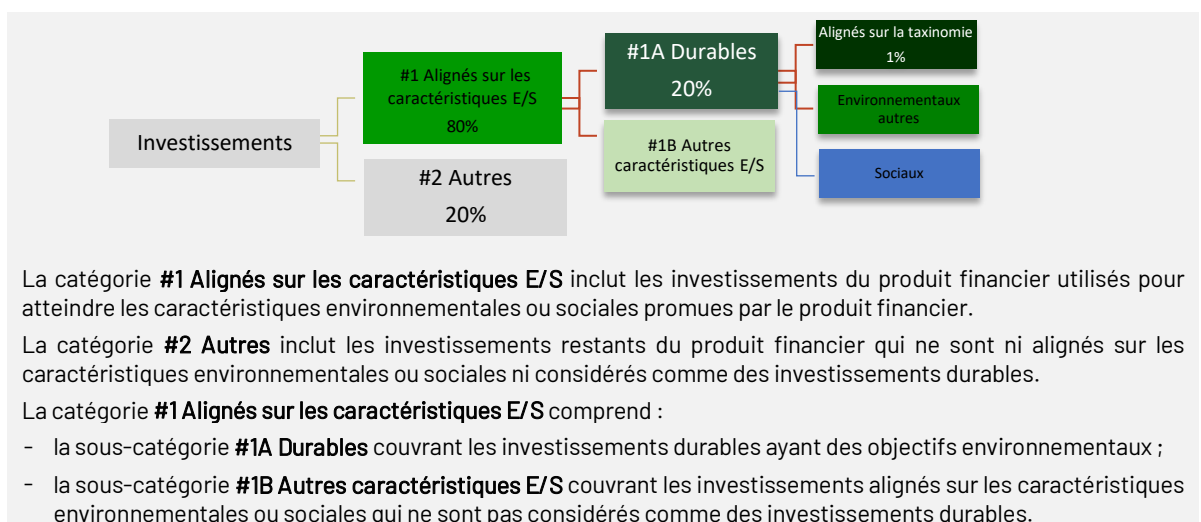 Investissements
#1 Alignés sur les
caractéristiques E/S
80%
#2 Autres
20%
#1A Durables
20%
#1B Autres
caractéristiques E/S
Alignés sur la taxinomie
1%
Environnementaux
autres
Sociaux
La catégorie #1 Alignés sur les caractéristiques E/S inclut les investissements du produit financier utilisés pour
atteindre les caractéristiques environnementales ou sociales promues par le produit financier.
La catégorie #2 Autres inclut les investissements restants du produit financier qui ne sont ni alignés sur les
caractéristiques environnementales ou sociales ni considérés comme des investissements durables.
La catégorie #1 Alignés sur les caractéristiques E/S comprend :
- la sous-catégorie #1A Durables couvrant les investissements durables ayant des objectifs environnementaux ;
- la sous-catégorie #1B Autres caractéristiques E/S couvrant les investissements alignés sur les caractéristiques
environnementales ou sociales qui ne sont pas considérés comme des investissements durables.